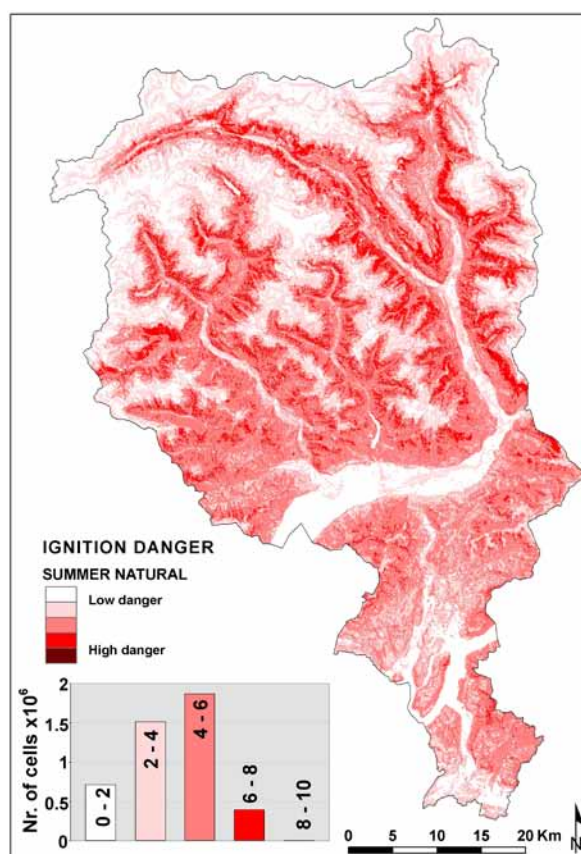 IGNITION DANGER
SUMMER NATURAL
Low danger
High danger
Nr. of cells x10⁶
2
1.5
1
0.5
0
0 - 2
2 - 4
4 - 6
6 - 8
8 - 10
0 5 10 15 20 Km
N